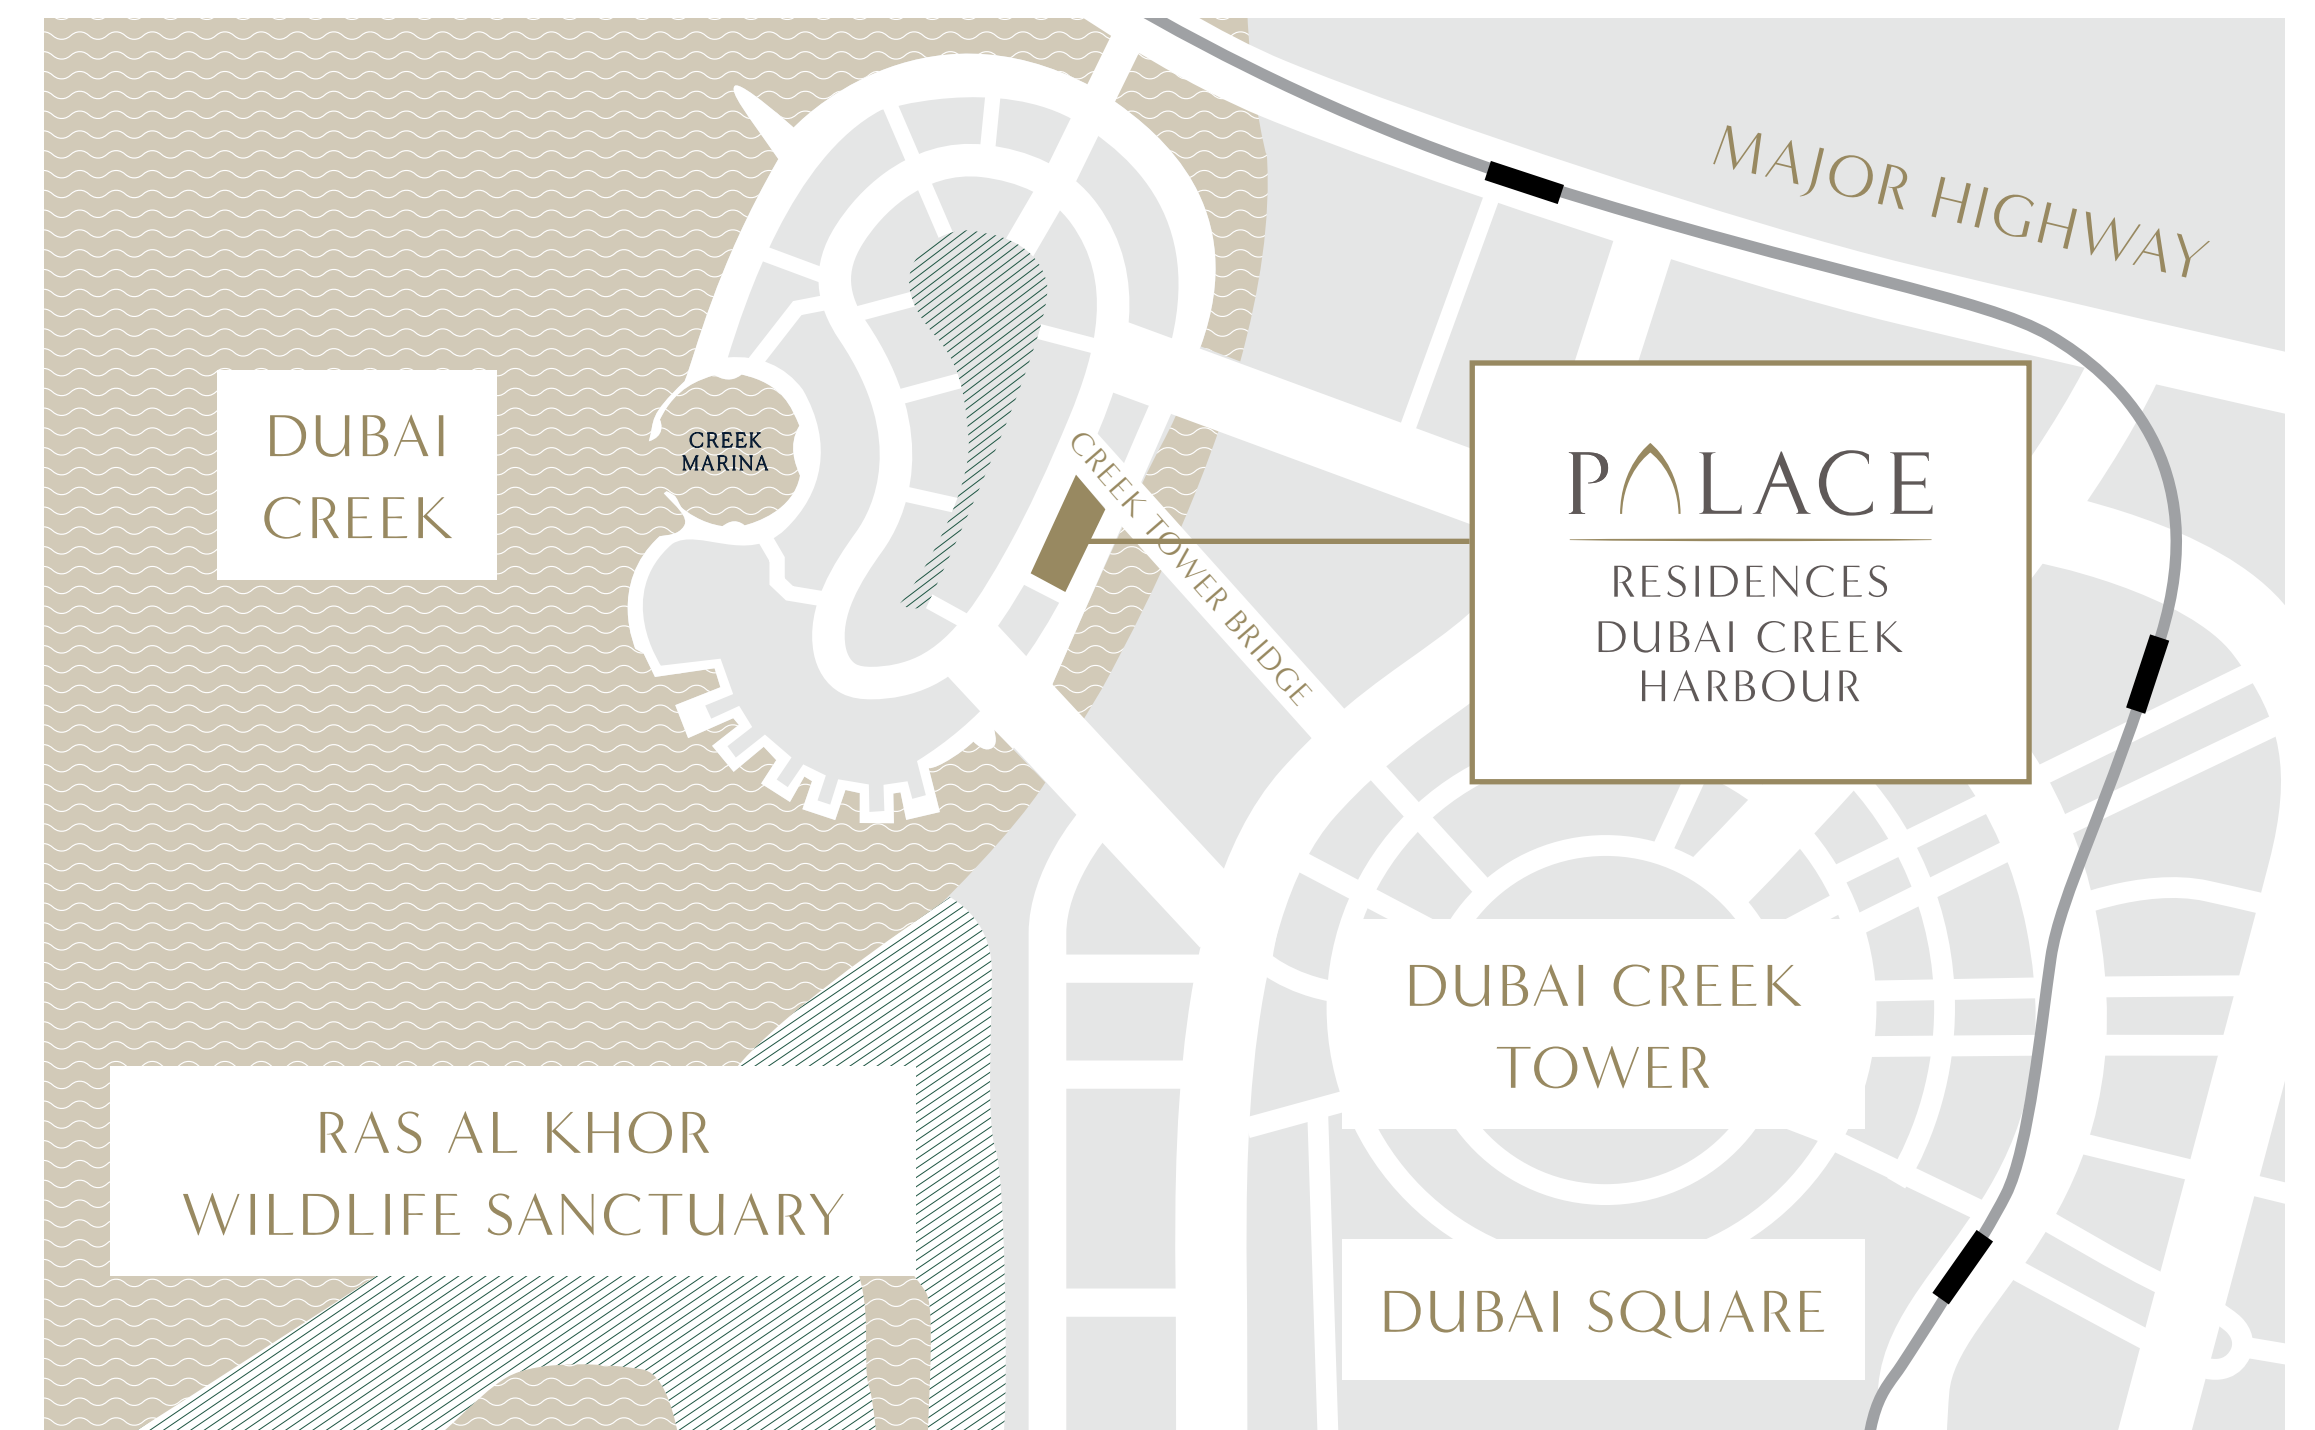 MAJOR HIGHWAY
DUBAI
CREEK
CREEK
MARINA
CREEK TOWER BRIDGE
PALACE
RESIDENCES
DUBAI CREEK
HARBOUR
DUBAI CREEK
TOWER
RAS AL KHOR
WILDLIFE SANCTUARY
DUBAI SQUARE